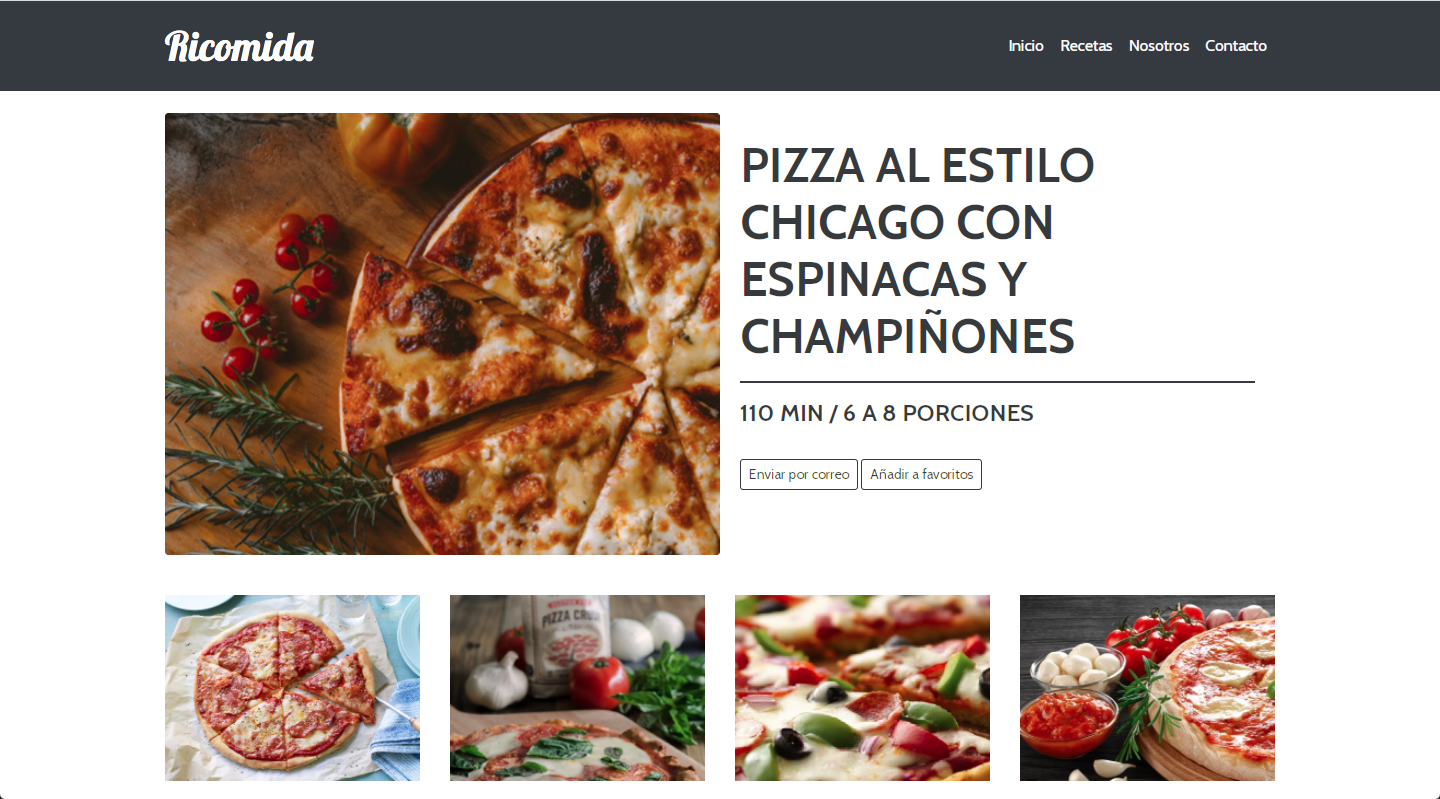 Ricomida
Inicio Recetas Nosotros Contacto
PIZZA AL ESTILO
CHICAGO CON
ESPINACAS Y
CHAMPIÑONES
110 MIN / 6 A 8 PORCIONES
Enviar por correo Añadir a favoritos
PIZZA CRUST